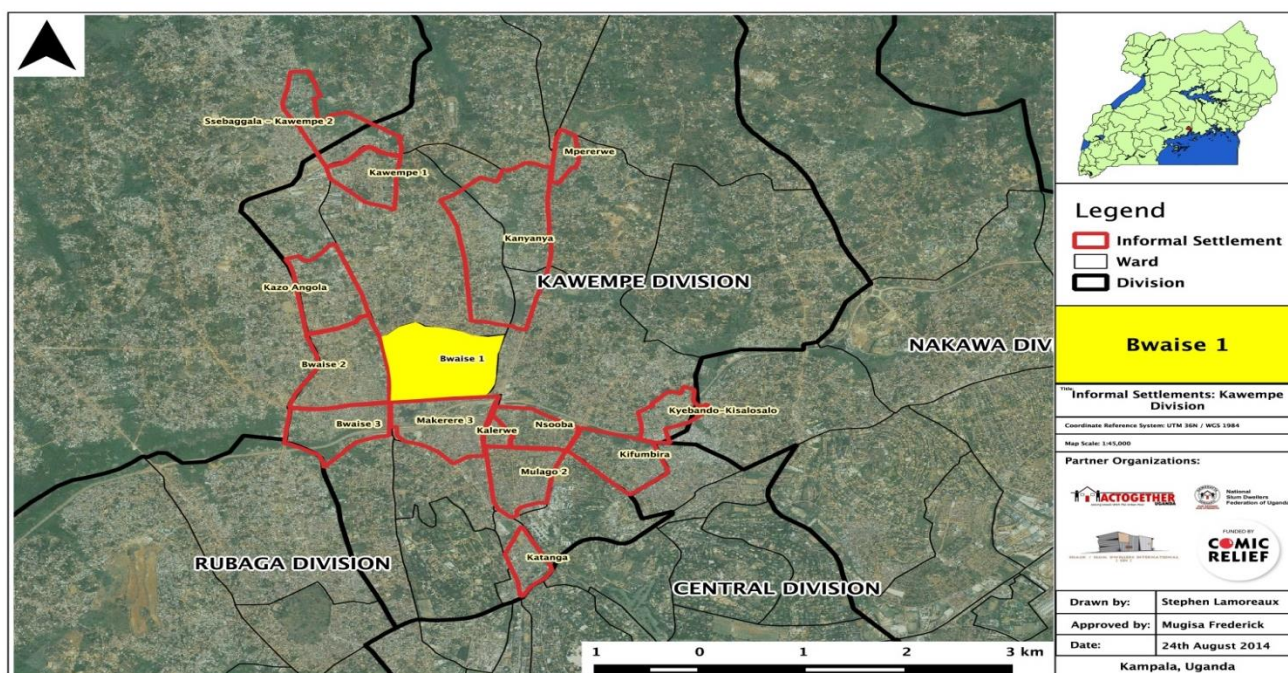 Ssebaggala - Kawempe 2
Mpererwe
Kawempe 1
Kanyanya
KAWEMPE DIVISION
Kazo Angola
NAKAWA DIV
Bwaise 1
Bwaise 2
Kyebando-Kisalosalo
Bwaise 3
Makerere 3
Kalerwe
Nsooba
Kifumbira
Mulago 2
Katanga
RUBAGA DIVISION
CENTRAL DIVISION
1 0 1 2 3 km
Legend
Informal Settlement
Ward
Division
Bwaise 1
Title: Informal Settlements: Kawempe
Division
Coordinate Reference System: UTM 36N / WGS 1984
Map Scale: 1:45,000
Partner Organizations:
ACTOGETHER
UGANDA
National
Slum Dwellers
Federation of Uganda
FUNDED BY
COMIC
RELIEF
Drawn by: Stephen Lamoreaux
Approved by: Mugisa Frederick
Date: 24th August 2014
Kampala, Uganda